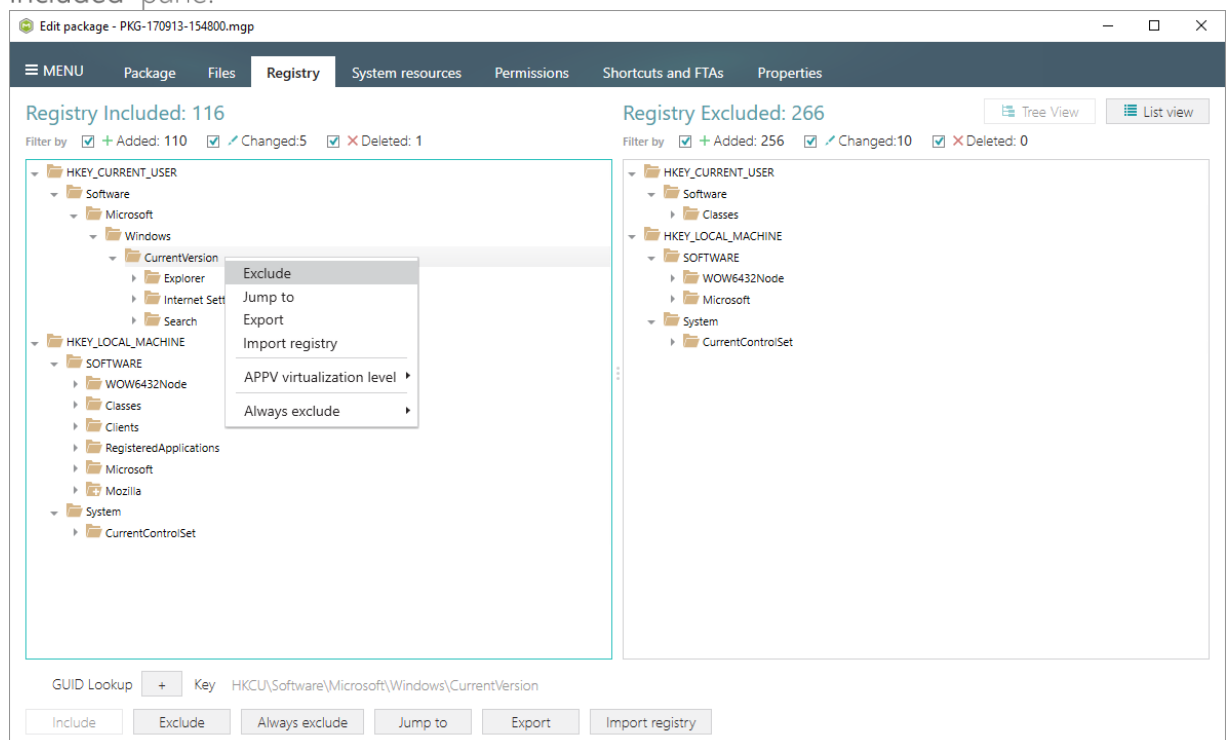 included' pane.
Edit package - PKG-170913-154800.mgp
MENU Package Files Registry System resources Permissions Shortcuts and FTAs Properties
Registry Included: 116
Filter by + Added: 110 Changed:5 Deleted: 1
HKEY_CURRENT_USER
Software
Microsoft
Windows
CurrentVersion
Explorer
Internet Sett
Search
HKEY_LOCAL_MACHINE
SOFTWARE
WOW6432Node
Classes
Clients
RegisteredApplications
Microsoft
Mozilla
System
CurrentControlSet
Exclude
Jump to
Export
Import registry
APPV virtualization level
Always exclude
Registry Excluded: 266
Tree View List view
Filter by + Added: 256 Changed:10 Deleted: 0
HKEY_CURRENT_USER
Software
Classes
HKEY_LOCAL_MACHINE
SOFTWARE
WOW6432Node
Microsoft
System
CurrentControlSet
GUID Lookup + Key HKCU\Software\Microsoft\Windows\CurrentVersion
Include Exclude Always exclude Jump to Export Import registry